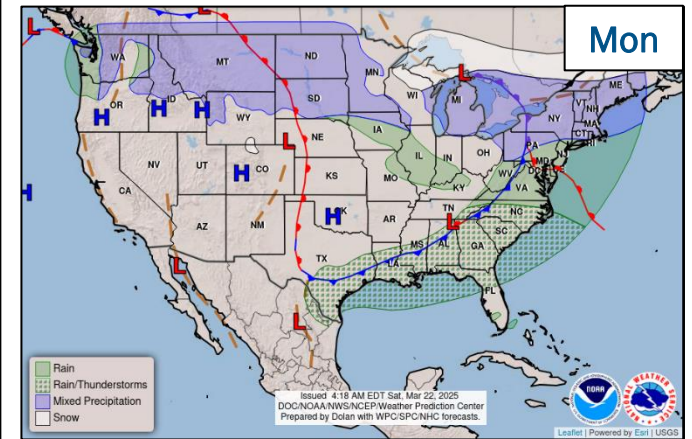 Mon
L
L
WA
MT
ND
MN
L
ME
OR
ID
H
H
H
WY
SD
WI
MI
VT
NH
NY
MA
CT
RI
L
NE
IA
PA
NJ
NV
UT
H
CO
IL
IN
OH
MD
DC
DE
WV
VA
CA
KS
MO
KY
H
AZ
NM
H
AR
TN
L
NC
SC
TX
MS
AL
GA
LA
L
L
FL
Rain
Rain/Thunderstorms
Mixed Precipitation
Snow
Issued 4:18 AM EDT Sat, Mar 22, 2025
DOC/NOAA/NWS/NCEP/Weather Prediction Center
Prepared by Dolan with WPC/SPC/NHC forecasts.
NOAA
NATIONAL WEATHER SERVICE
Leaflet | Powered by Esri | USGS